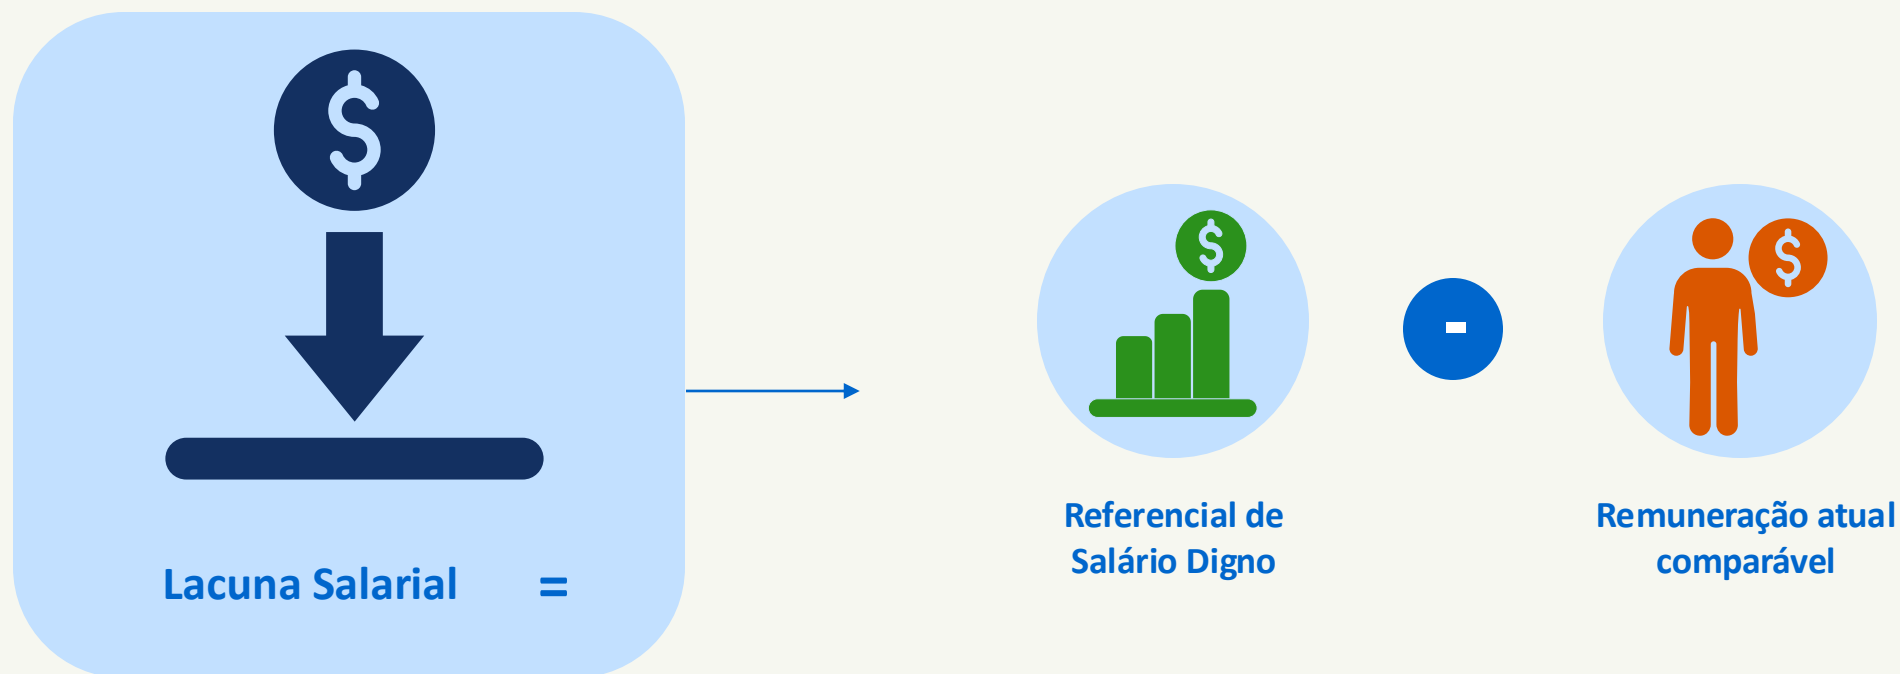 Lacuna Salarial =
$
$
-
$
Referencial de
Salário Digno
Remuneração atual
comparável